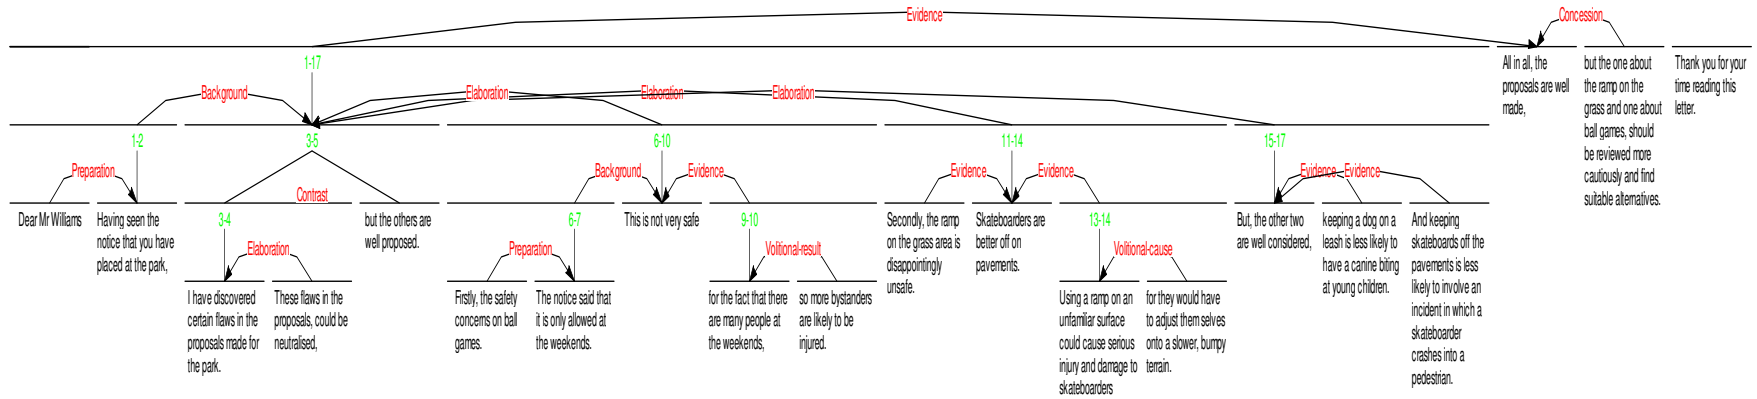 Evidence
Concession
1-17
All in all, the
proposals are well
made,
but the one about
the ramp on the
grass and one about
ball games, should
be reviewed more
cautiously and find
suitable alternatives.
Thank you for your
time reading this
letter.
Background
Elaboration
Elaboration
Elaboration
1-2
3-5
6-10
11-14
15-17
Preparation
Contrast
Background
Evidence
Evidence
Evidence
Evidence
Evidence
Dear Mr Williams
Having seen the
notice that you have
placed at the park,
3-4
but the others are
well proposed.
6-7
This is not very safe
9-10
Secondly, the ramp
on the grass area is
disappointingly
unsafe.
Skateboarders are
better off on
pavements.
13-14
But, the other two
are well considered,
keeping a dog on a
leash is less likely to
have a canine biting
at young children.
And keeping
skateboards off the
pavements is less
likely to involve an
incident in which a
skateboarder
crashes into a
pedestrian.
Elaboration
Preparation
Volitional-result
Volitional-cause
I have discovered
certain flaws in the
proposals made for
the park.
These flaws in the
proposals, could be
neutralised,
Firstly, the safety
concerns on ball
games.
The notice said that
it is only allowed at
the weekends.
for the fact that there
are many people at
the weekends,
so more bystanders
are likely to be
injured.
Using a ramp on an
unfamiliar surface
could cause serious
injury and damage to
skateboarders
for they would have
to adjust them selves
onto a slower, bumpy
terrain.